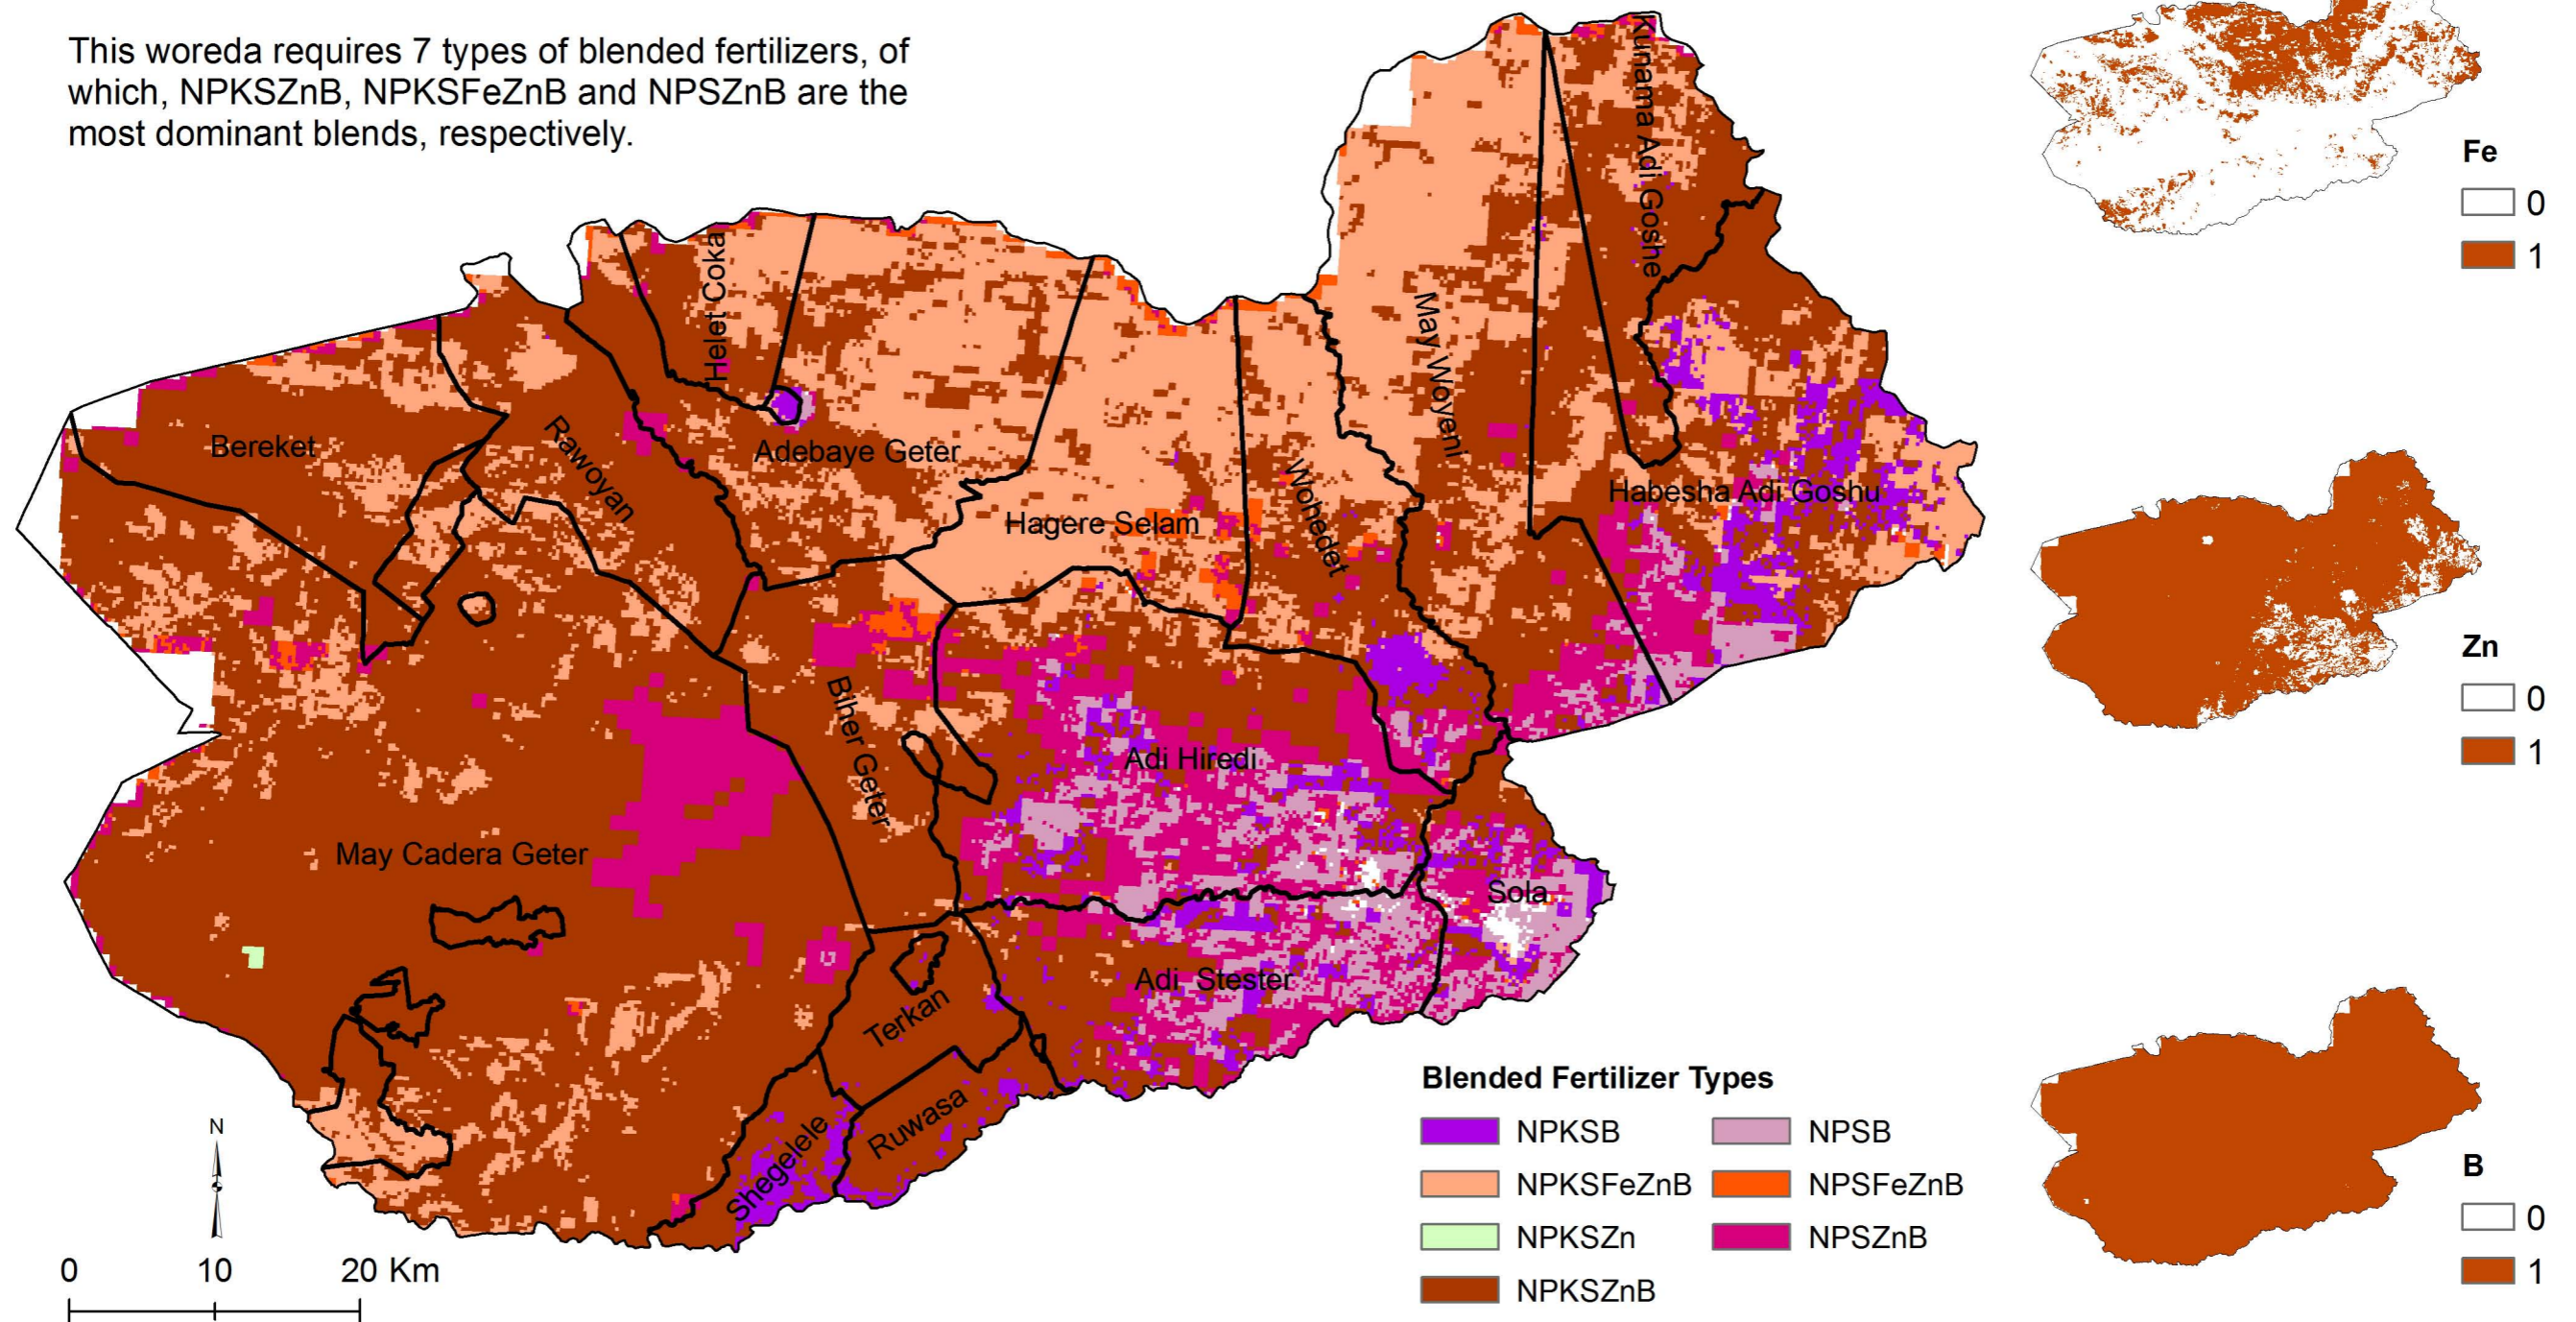 This woreda requires 7 types of blended fertilizers, of
which, NPKSZnB, NPKSFeZnB and NPSZnB are the
most dominant blends, respectively.
Kunama Adi Goshe
Helet Coka
May Woyeni
Bereket
Rawoyan
Adebaye Geter
Hagere Selam
Wohedet
Habesha Adi Goshu
Biher Geter
Adi Hiredi
May Cadera Geter
Sola
Adi Stester
Terkan
Ruwasa
Shegelele
N
0 10 20 Km
Blended Fertilizer Types
NPKSB
NPKSFeZnB
NPKSZn
NPKSZnB
NPSB
NPSFeZnB
NPSZnB
Fe
0
1
Zn
0
1
B
0
1